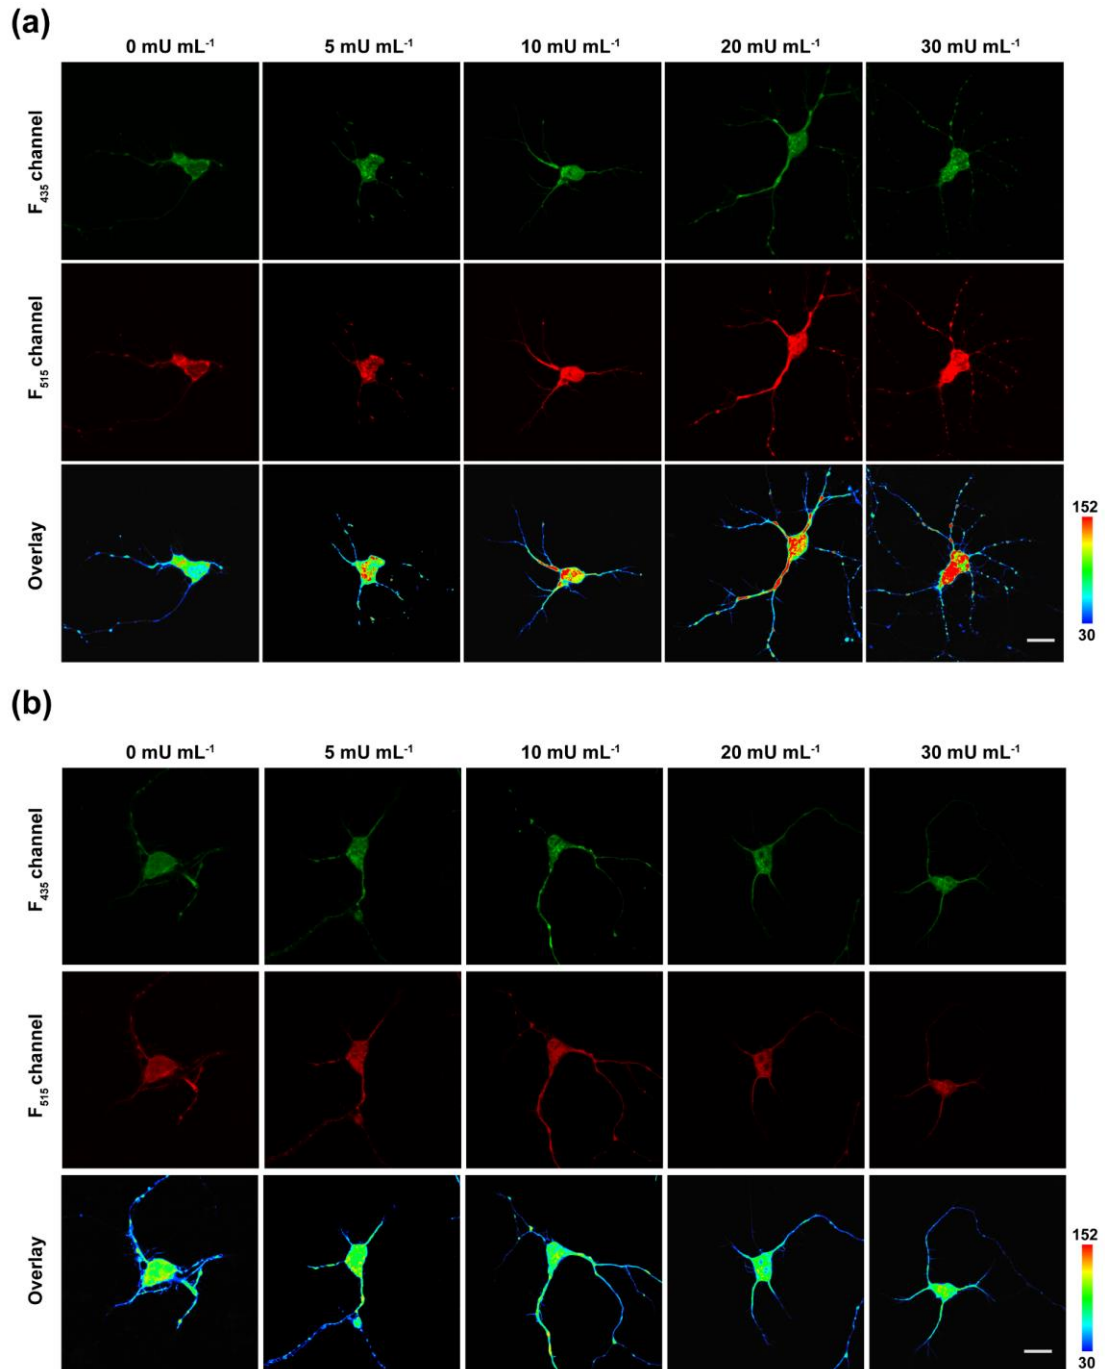 (a)
0 mU mL⁻¹ 5 mU mL⁻¹ 10 mU mL⁻¹ 20 mU mL⁻¹ 30 mU mL⁻¹
F₄₃₅ channel
F₅₁₅ channel
Overlay
152
30
(b)
0 mU mL⁻¹ 5 mU mL⁻¹ 10 mU mL⁻¹ 20 mU mL⁻¹ 30 mU mL⁻¹
F₄₃₅ channel
F₅₁₅ channel
Overlay
152
30